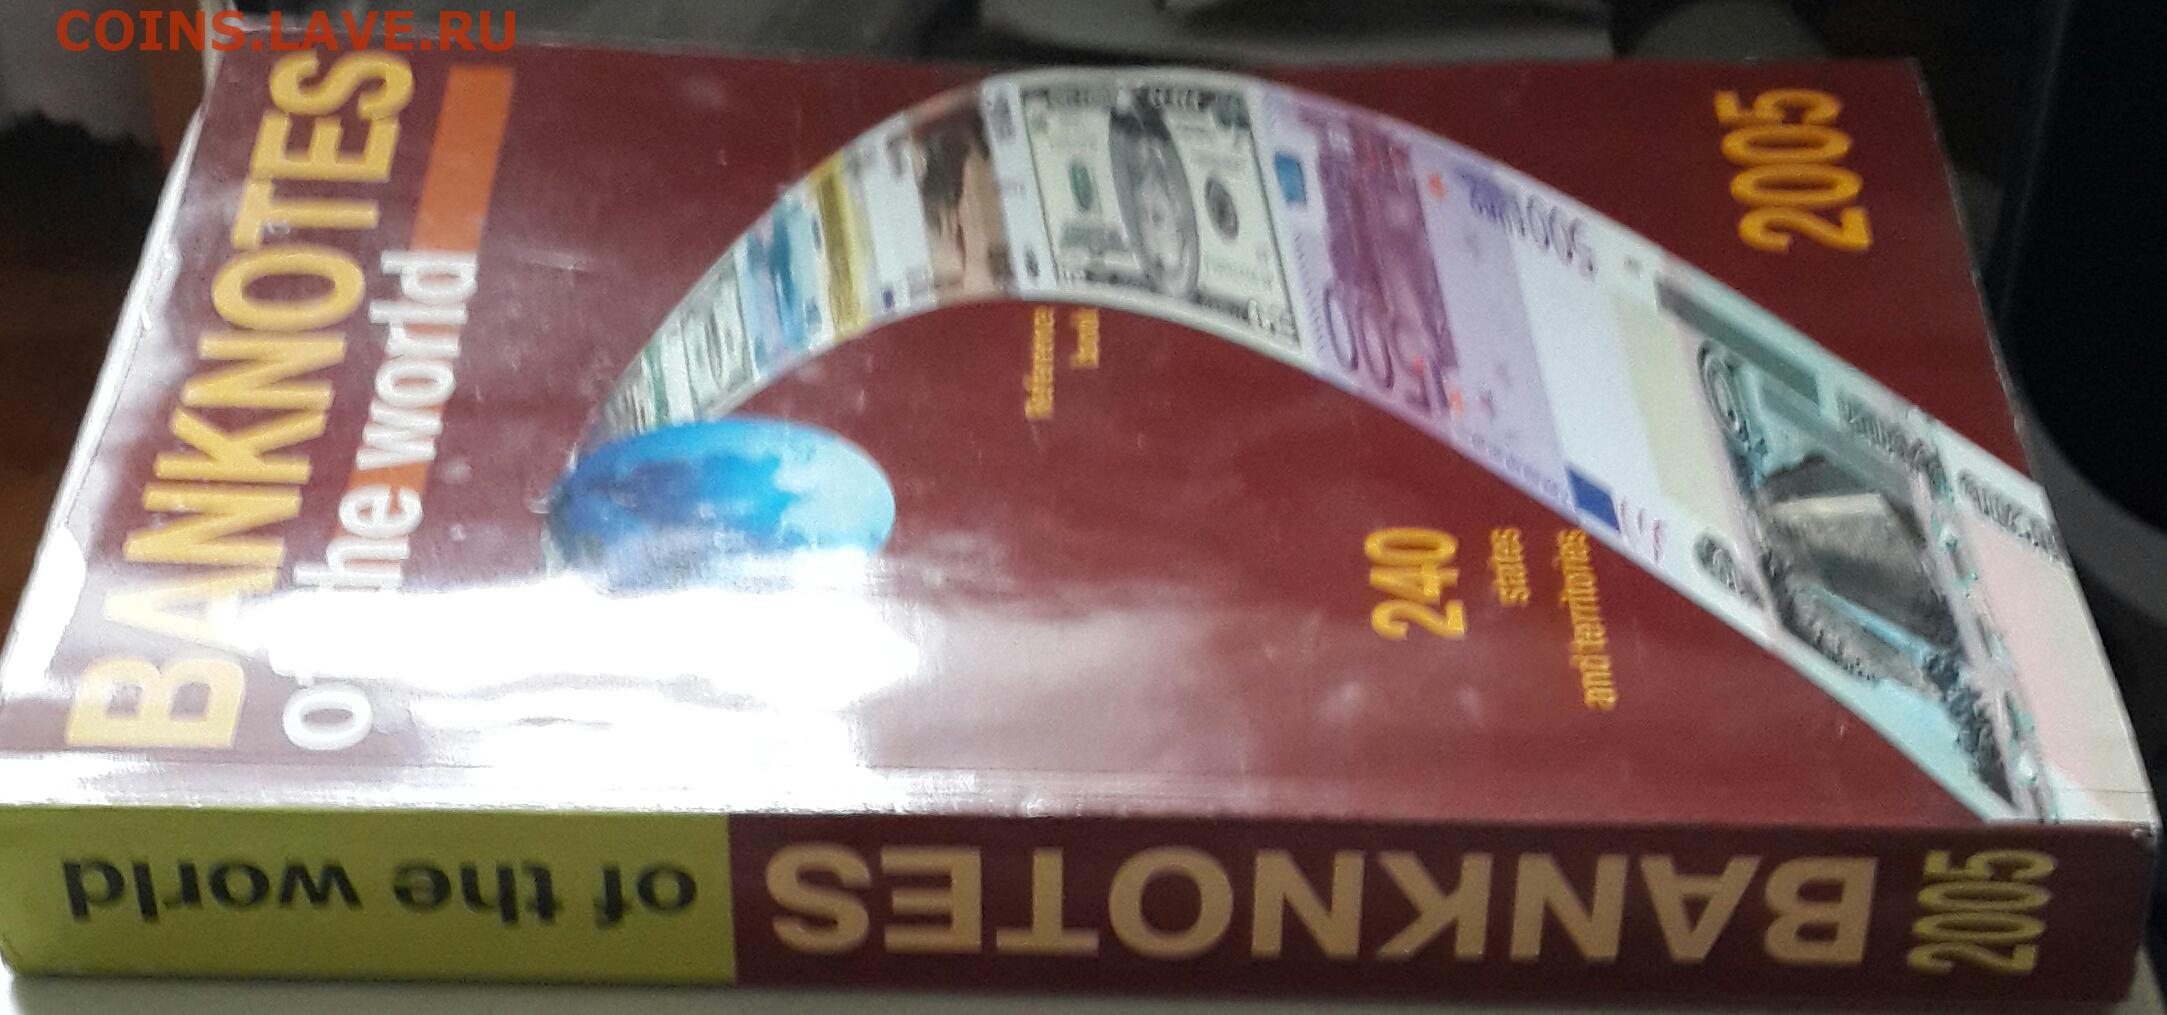 COINS.LAVE.RU
BANKNOTES
of the world
2005
Reference
book
240
states
and territories
500
2005
BANKNOTES
of the world